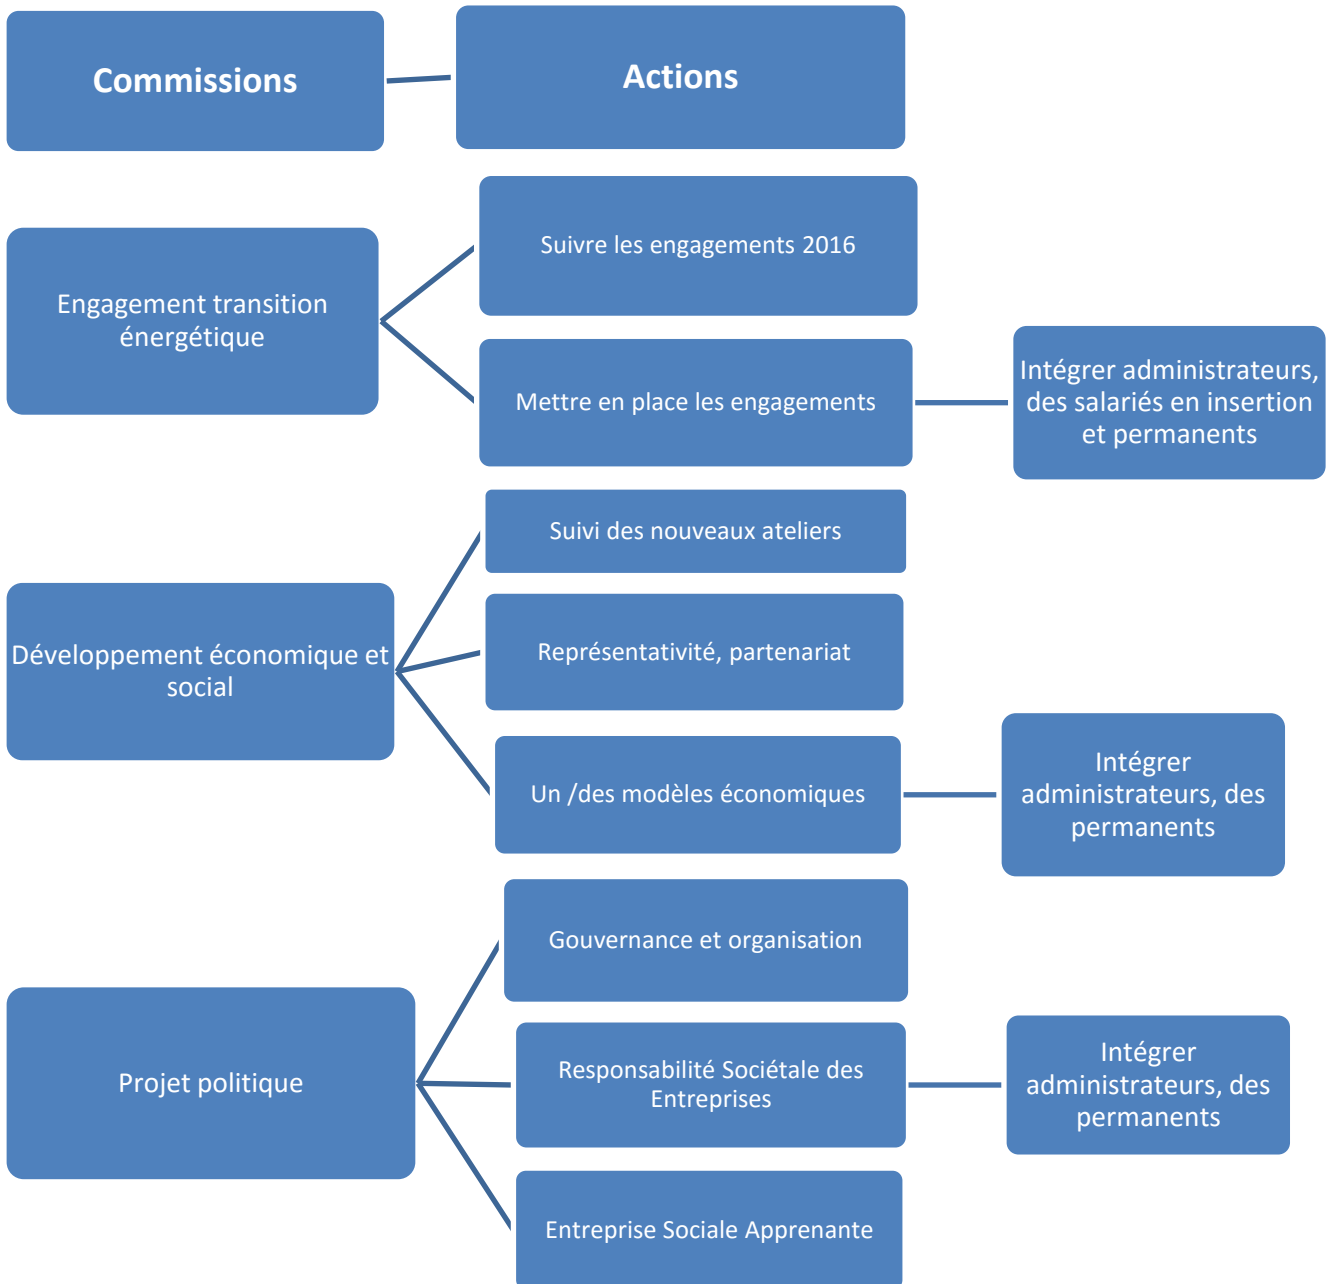 Commissions
Actions
Engagement transition
énergétique
Suivre les engagements 2016
Mettre en place les engagements
Intégrer administrateurs,
des salariés en insertion
et permanents
Développement économique et
social
Suivi des nouveaux ateliers
Représentativité, partenariat
Un /des modèles économiques
Intégrer
administrateurs, des
permanents
Projet politique
Gouvernance et organisation
Responsabilité Sociétale des
Entreprises
Intégrer
administrateurs, des
permanents
Entreprise Sociale Apprenante